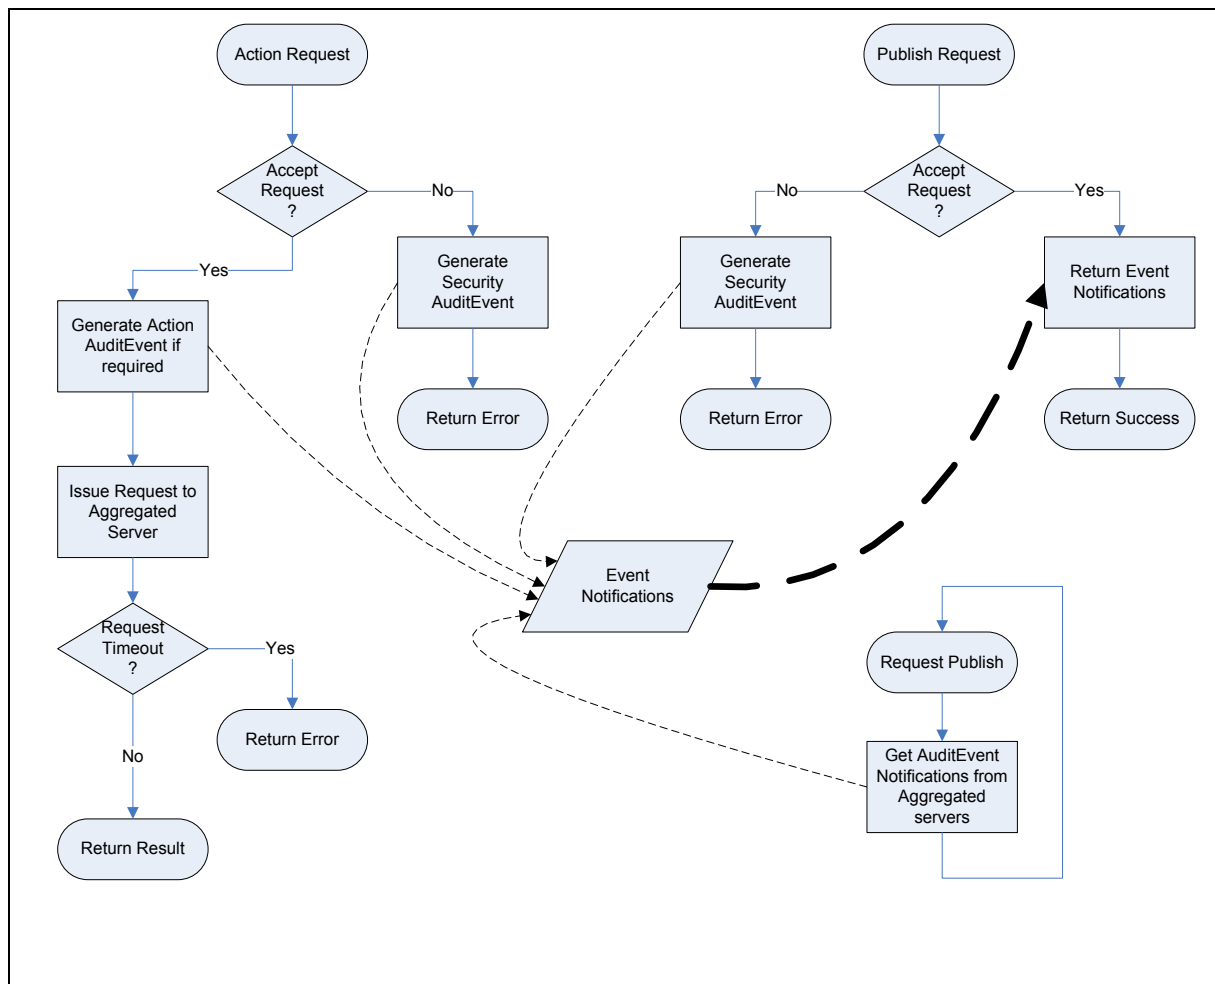 Action Request
Publish Request
Accept
Request
?
No
Yes
Accept
Request
?
No
Yes
Generate
Security
AuditEvent
Generate
Security
AuditEvent
Return Event
Notifications
Generate Action
AuditEvent if
required
Return Error
Return Error
Return Success
Issue Request to
Aggregated
Server
Event
Notifications
Request
Timeout
?
Yes
No
Request Publish
Return Error
Get AuditEvent
Notifications from
Aggregated
servers
Return Result